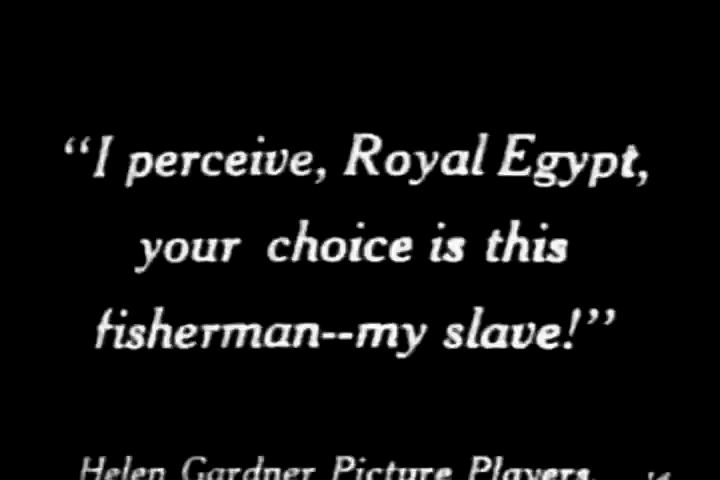 “I perceive, Royal Egypt,
your choice is this
fisherman--my slave!”
Helen Gardner Picture Players.